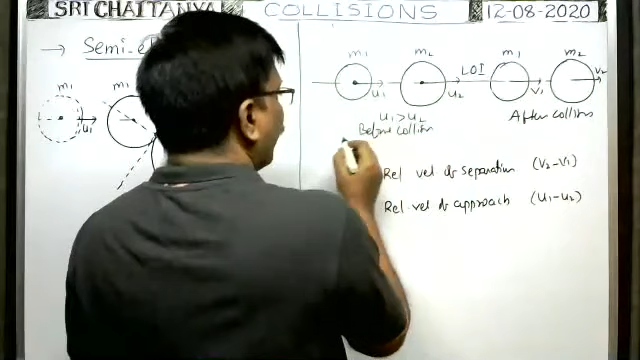 SRI CHAITANYA COLLISIONS 12-08-2020
→ Semi-
m1 m1
u1
m1 m2 LOI m1 m2
u1 u2 v1 v2
u1>u2
Before collision After collision
Rel vel of separation (v2-v1)
Rel vel of approach (u1-u2)